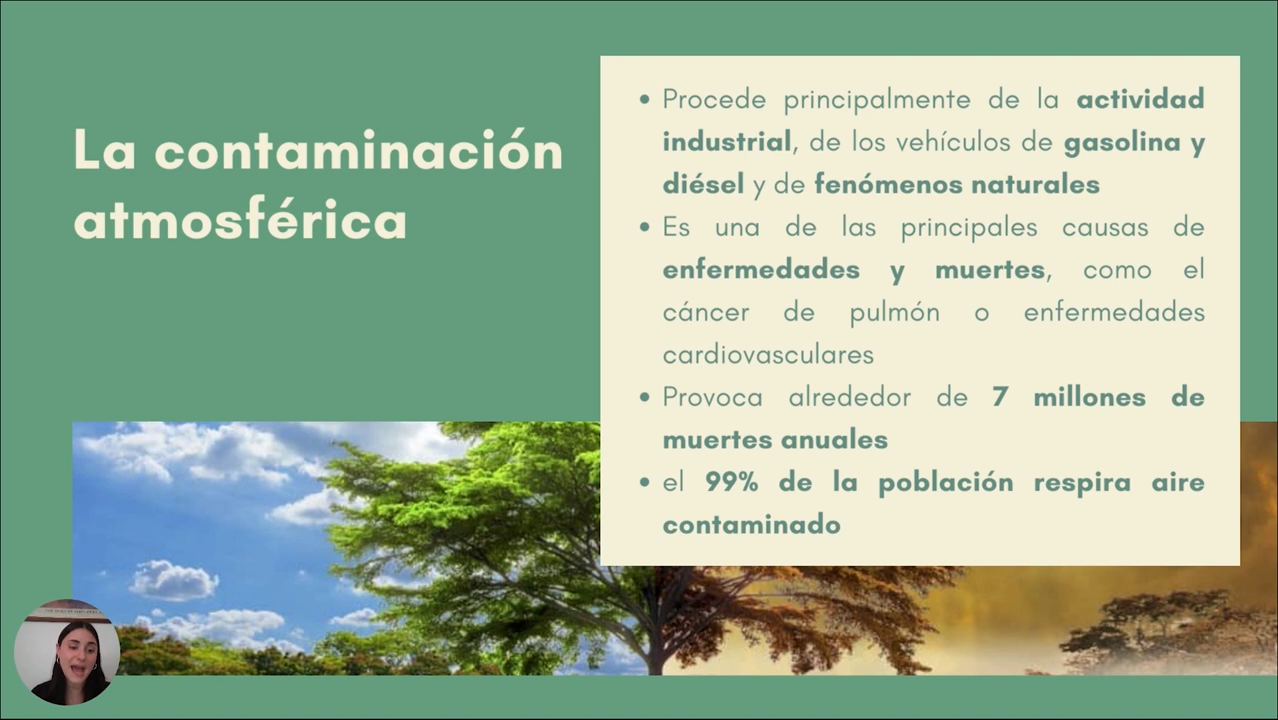 La contaminación
atmosférica
• Procede principalmente de la actividad
industrial, de los vehículos de gasolina y
diésel y de fenómenos naturales
• Es una de las principales causas de
enfermedades y muertes, como el
cáncer de pulmón o enfermedades
cardiovasculares
• Provoca alrededor de 7 millones de
muertes anuales
• el 99% de la población respira aire
contaminado